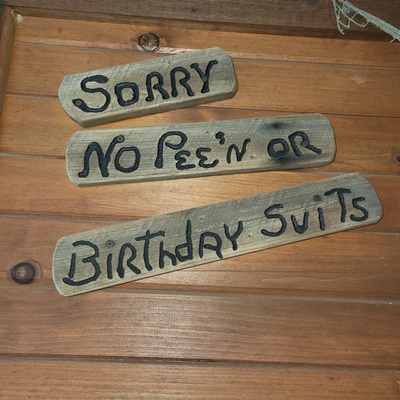 Sorry
No Pee'n or
Birthday Suits